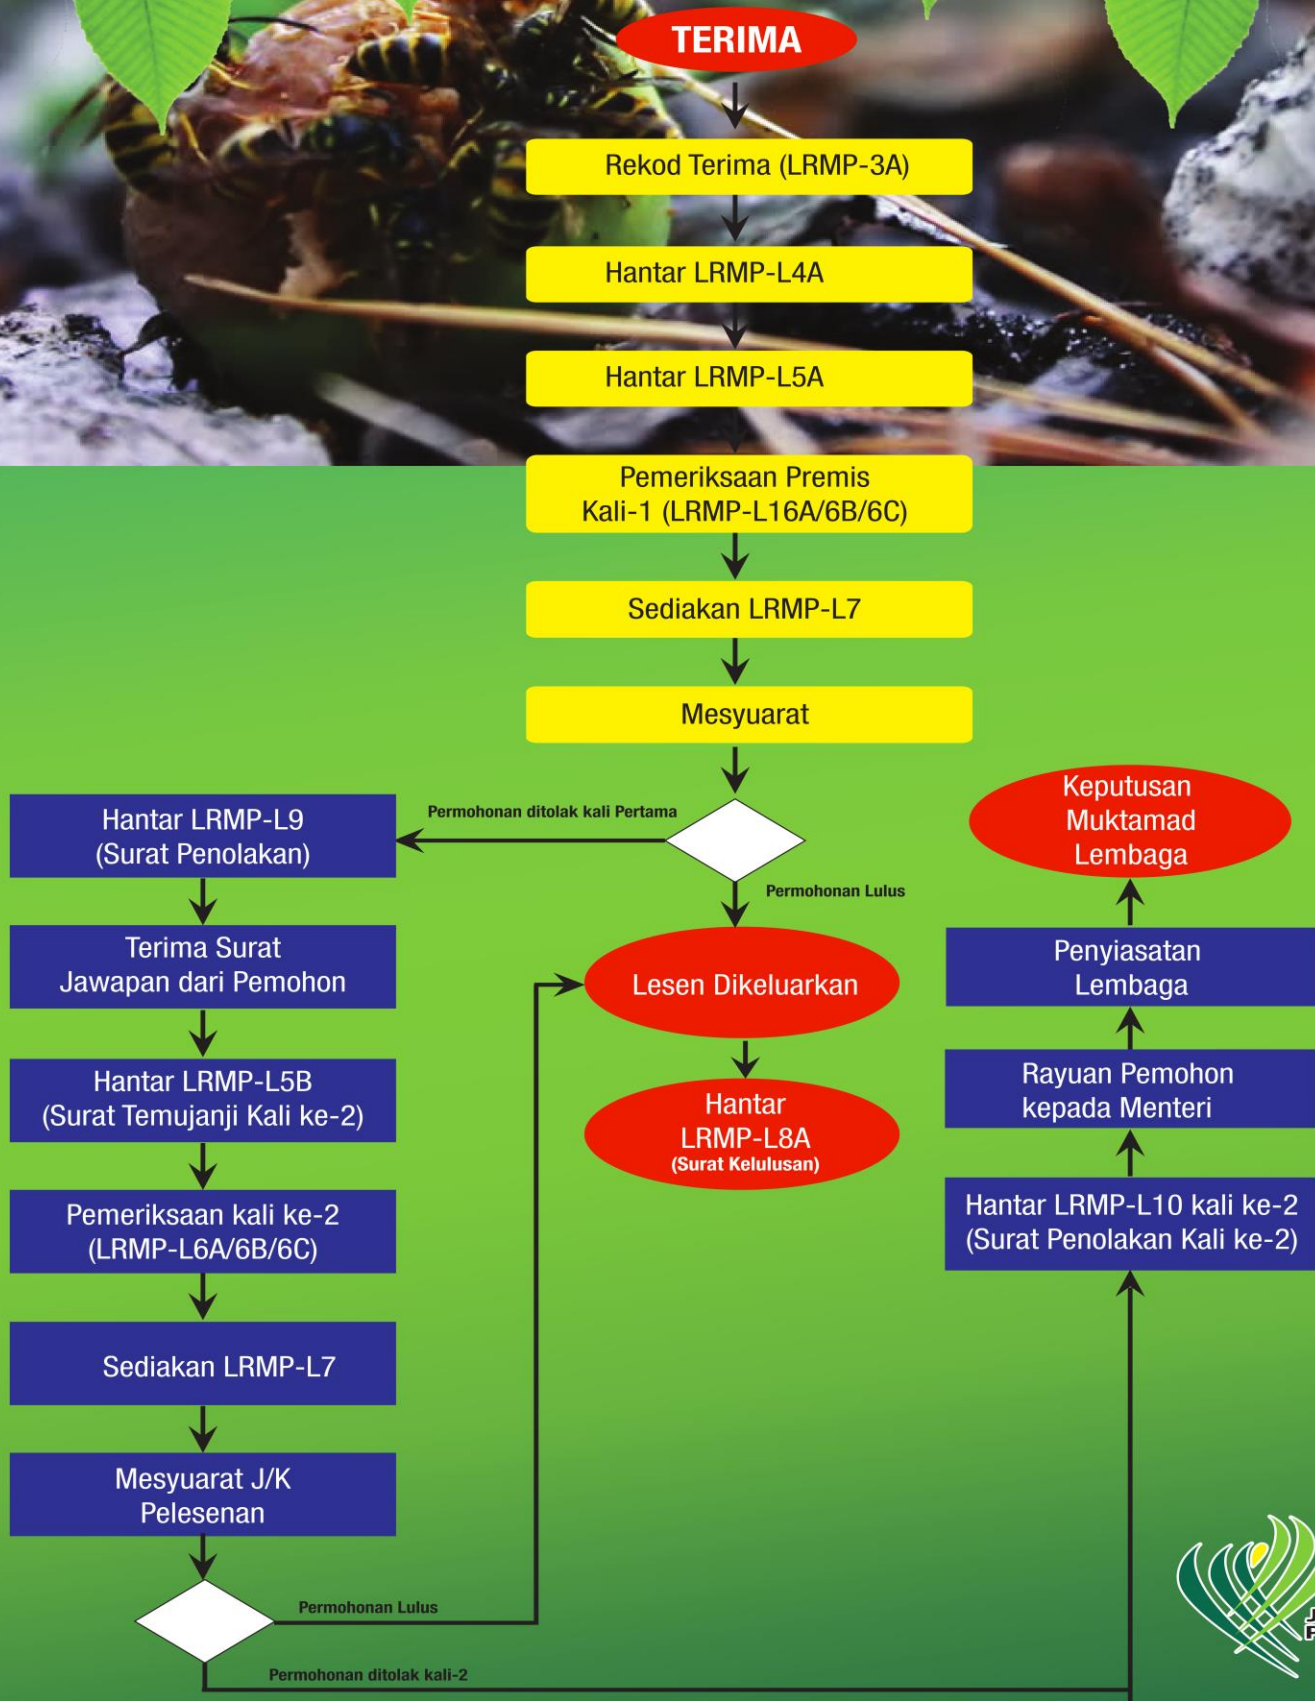 TERIMA
Rekod Terima (LRMP-3A)
Hantar LRMP-L4A
Hantar LRMP-L5A
Pemeriksaan Premis
Kali-1 (LRMP-L16A/6B/6C)
Sediakan LRMP-L7
Mesyuarat
Permohonan ditolak kali Pertama
Permohonan Lulus
Hantar LRMP-L9
(Surat Penolakan)
Terima Surat
Jawapan dari Pemohon
Hantar LRMP-L5B
(Surat Temujanji Kali ke-2)
Pemeriksaan kali ke-2
(LRMP-L6A/6B/6C)
Sediakan LRMP-L7
Mesyuarat J/K
Pelesenan
Permohonan Lulus
Permohonan ditolak kali-2
Lesen Dikeluarkan
Hantar
LRMP-L8A
(Surat Kelulusan)
Keputusan
Muktamad
Lembaga
Penyiasatan
Lembaga
Rayuan Pemohon
kepada Menteri
Hantar LRMP-L10 kali ke-2
(Surat Penolakan Kali ke-2)